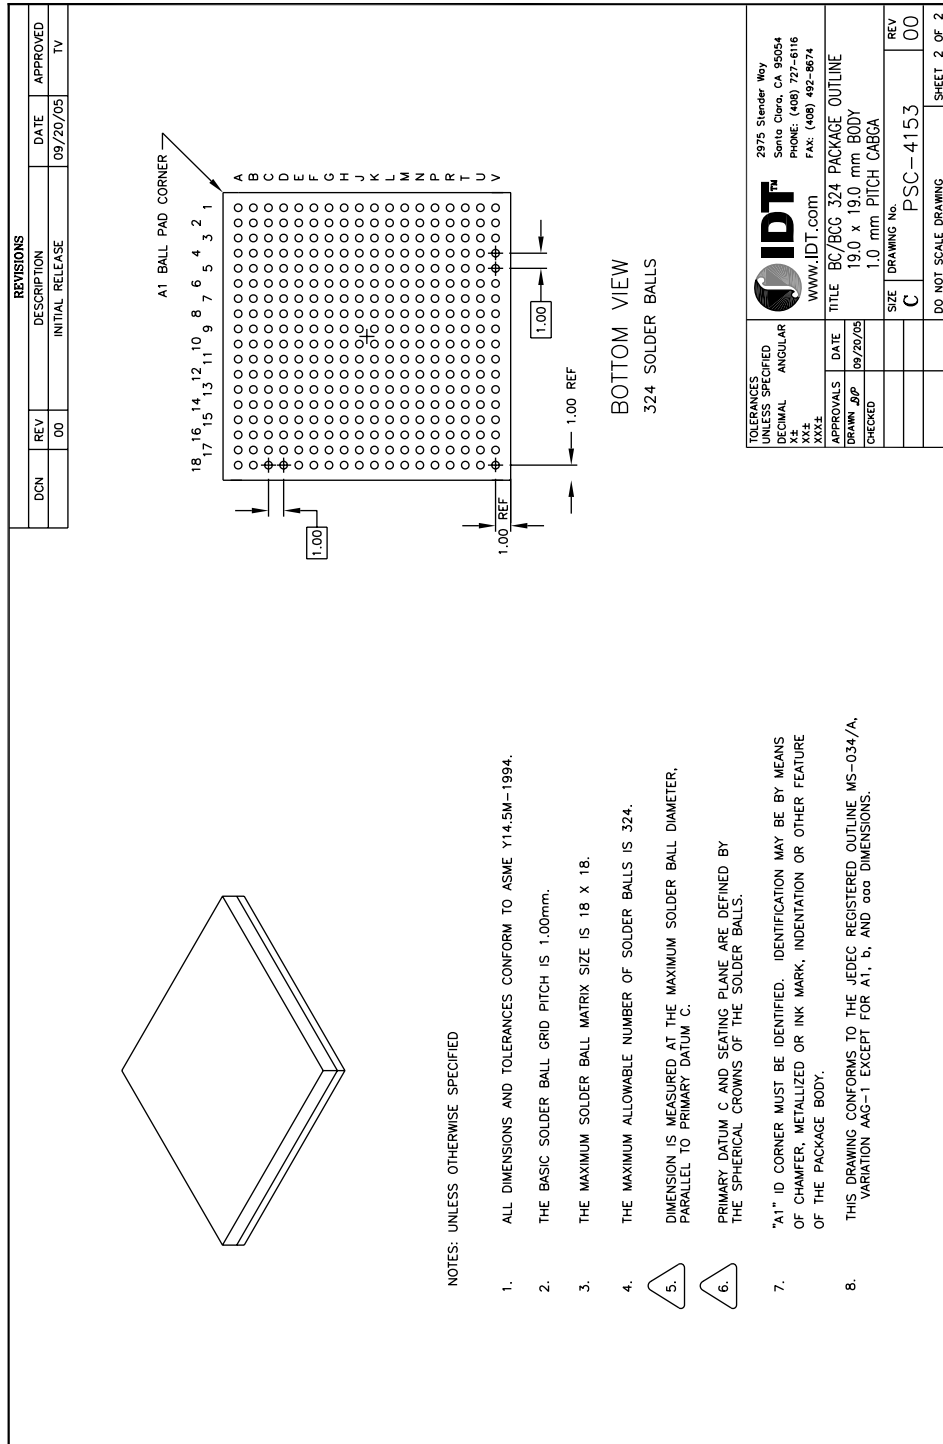 REVISIONS
DCN REV DESCRIPTION DATE APPROVED
00 INITIAL RELEASE 09/20/05 TV
A1 BALL PAD CORNER
18 17 16 15 14 13 12 11 10 9 8 7 6 5 4 3 2 1
A
B
C
D
E
F
G
H
J
K
L
M
N
P
R
T
U
V
1.00
1.00
1.00 REF
1.00 REF
BOTTOM VIEW
324 SOLDER BALLS
NOTES: UNLESS OTHERWISE SPECIFIED
1. ALL DIMENSIONS AND TOLERANCES CONFORM TO ASME Y14.5M-1994.
2. THE BASIC SOLDER BALL GRID PITCH IS 1.00mm.
3. THE MAXIMUM SOLDER BALL MATRIX SIZE IS 18 X 18.
4. THE MAXIMUM ALLOWABLE NUMBER OF SOLDER BALLS IS 324.
5. DIMENSION IS MEASURED AT THE MAXIMUM SOLDER BALL DIAMETER,
PARALLEL TO PRIMARY DATUM C.
6. PRIMARY DATUM C AND SEATING PLANE ARE DEFINED BY
THE SPHERICAL CROWNS OF THE SOLDER BALLS.
7. "A1" ID CORNER MUST BE IDENTIFIED. IDENTIFICATION MAY BE BY MEANS
OF CHAMFER, METALLIZED OR INK MARK, INDENTATION OR OTHER FEATURE
OF THE PACKAGE BODY.
8. THIS DRAWING CONFORMS TO THE JEDEC REGISTERED OUTLINE MS-034/A,
VARIATION AAG-1 EXCEPT FOR A1, b, AND aaa DIMENSIONS.
TOLERANCES
UNLESS SPECIFIED
DECIMAL ANGULAR
X±
XX±
XXX±
APPROVALS DATE
DRAWN 09/20/05
CHECKED
IDT™
www.IDT.com
2975 Stender Way
Santa Clara, CA 95054
PHONE: (408) 727-6116
FAX: (408) 492-8674
TITLE BC/BCG 324 PACKAGE OUTLINE
19.0 x 19.0 mm BODY
1.0 mm PITCH CABGA
SIZE DRAWING No. REV
C PSC-4153 00
DO NOT SCALE DRAWING SHEET 2 OF 2